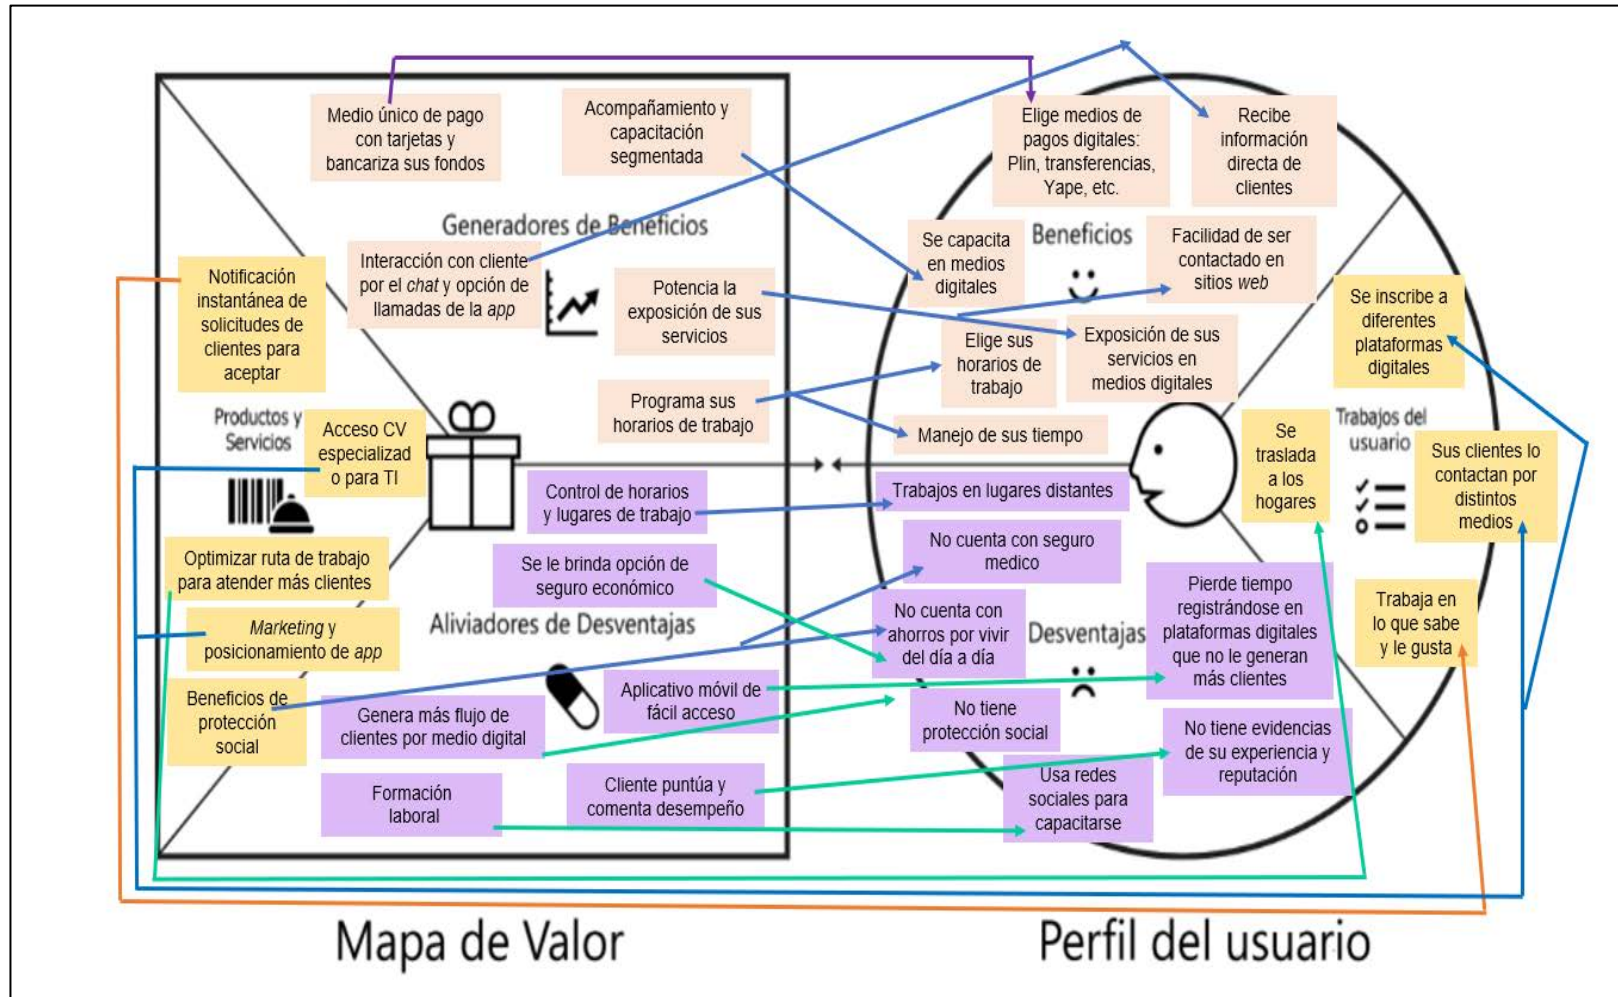 Medio único de pago
con tarjetas y
bancariza sus fondos
Acompañamiento y
capacitación
segmentada
Generadores de Beneficios
Interacción con cliente
por el chat y opción de
llamadas de la app
Potencia la
exposición de sus
servicios
Programa sus
horarios de trabajo
Notificación
instantánea de
solicitudes de
clientes para
aceptar
Productos y
Servicios
Acceso CV
especializad
o para TI
Optimizar ruta de trabajo
para atender más clientes
Marketing y
posicionamiento de app
Beneficios de
protección
social
Control de horarios
y lugares de trabajo
Se le brinda opción de
seguro económico
Aliviadores de Desventajas
Aplicativo móvil de
fácil acceso
Genera más flujo de
clientes por medio digital
Cliente puntúa y
comenta desempeño
Formación
laboral
Mapa de Valor
Elige medios de
pagos digitales:
Plin, transferencias,
Yape, etc.
Recibe
información
directa de
clientes
Se capacita
en medios
digitales
Beneficios
Facilidad de ser
contactado en
sitios web
Elige sus
horarios de
trabajo
Exposición de sus
servicios en
medios digitales
Manejo de sus tiempo
Se inscribe a
diferentes
plataformas
digitales
Se
traslada
a los
hogares
Trabajos del
usuario
Sus clientes lo
contactan por
distintos
medios
Trabaja en
lo que sabe
y le gusta
Trabajos en lugares distantes
No cuenta con seguro
medico
No cuenta con
ahorros por vivir
del día a día
Desventajas
Pierde tiempo
registrándose en
plataformas digitales
que no le generan
más clientes
No tiene
protección social
No tiene evidencias
de su experiencia y
reputación
Usa redes
sociales para
capacitarse
Perfil del usuario